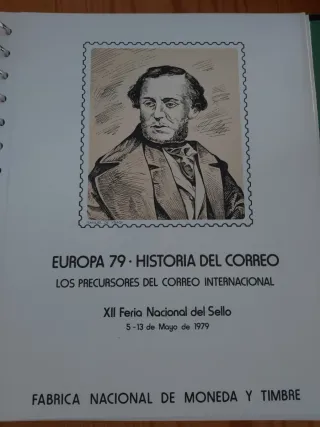 EUROPA 79 · HISTORIA DEL CORREO
LOS PRECURSORES DEL CORREO INTERNACIONAL
XII Feria Nacional del Sello
5-13 de Mayo de 1979
FABRICA NACIONAL DE MONEDA Y TIMBRE